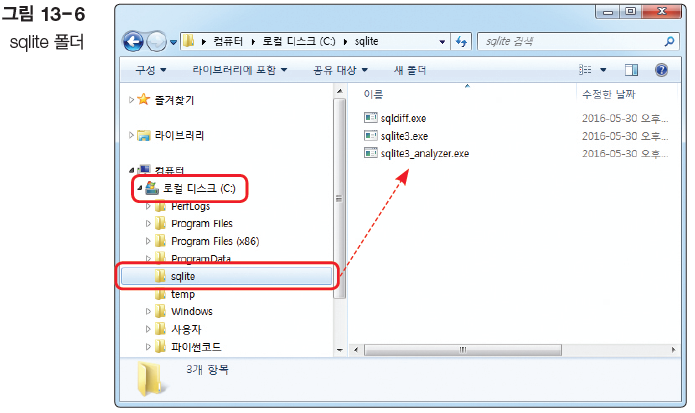 그림 13-6
sqlite 폴더
컴퓨터 ▸ 로컬 디스크 (C:) ▸ sqlite
sqlite 검색
구성 ▼ 라이브러리에 포함 ▼ 공유 대상 ▼ 새 폴더
즐겨찾기
라이브러리
컴퓨터
로컬 디스크 (C:)
PerfLogs
Program Files
Program Files (x86)
ProgramData
sqlite
temp
Windows
사용자
파이썬코드
이름 수정한 날짜
sqldiff.exe 2016-05-30 오후...
sqlite3.exe 2016-05-30 오후...
sqlite3_analyzer.exe 2016-05-30 오후...
3개 항목